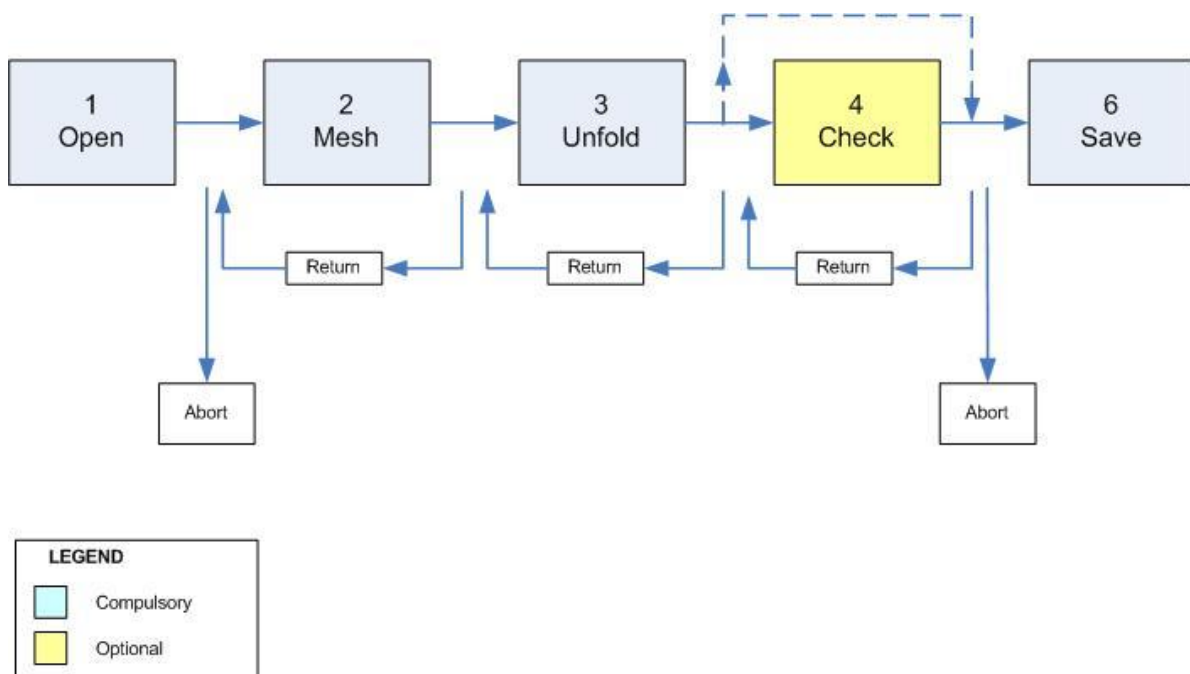 1
Open
2
Mesh
3
Unfold
4
Check
6
Save
Return
Return
Return
Abort
Abort
LEGEND
Compulsory
Optional